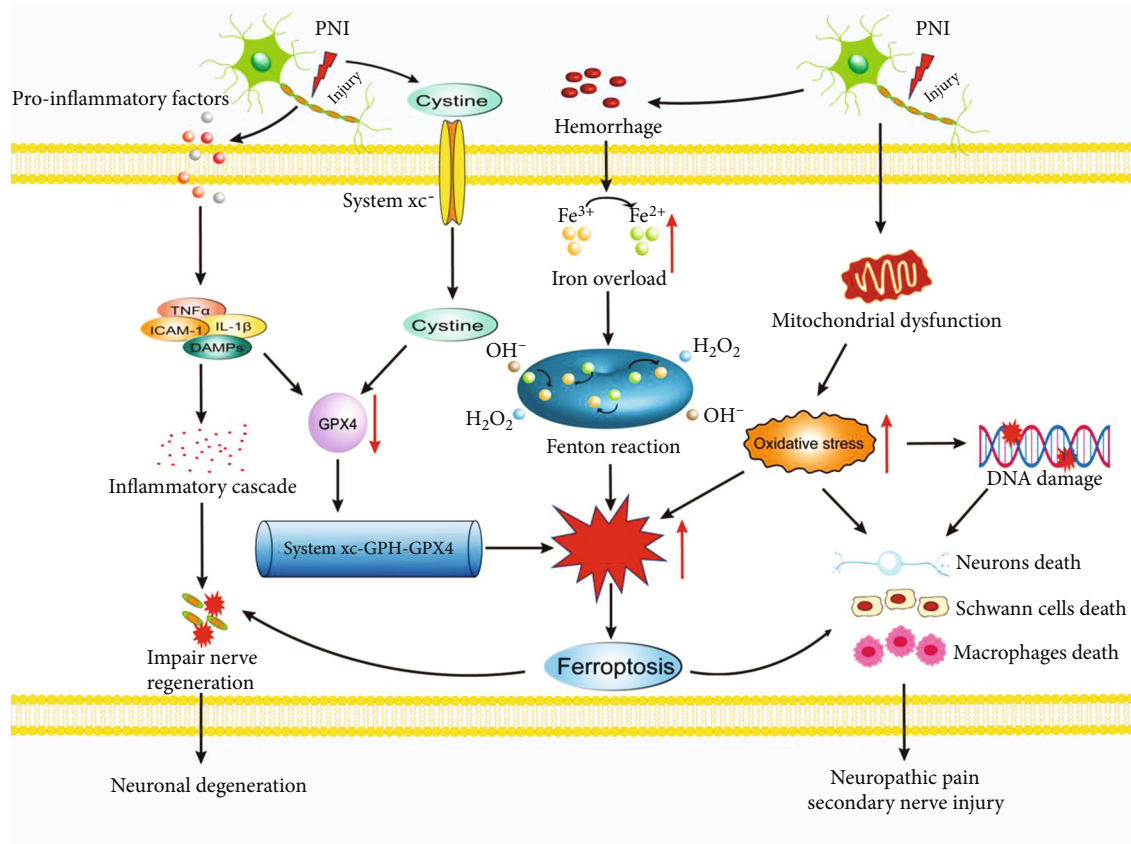 PNI
Injury
Pro-inflammatory factors
Cystine
System xc⁻
Hemorrhage
PNI
Injury
Fe³⁺
Fe²⁺
Iron overload
Mitochondrial dysfunction
TNFα
ICAM-1
IL-1β
DAMPs
Cystine
OH⁻
H₂O₂
H₂O₂
OH⁻
GPX4
Fenton reaction
Oxidative stress
DNA damage
Inflammatory cascade
System xc-GPH-GPX4
Neurons death
Schwann cells death
Macrophages death
Impair nerve
regeneration
Ferroptosis
Neuronal degeneration
Neuropathic pain
secondary nerve injury